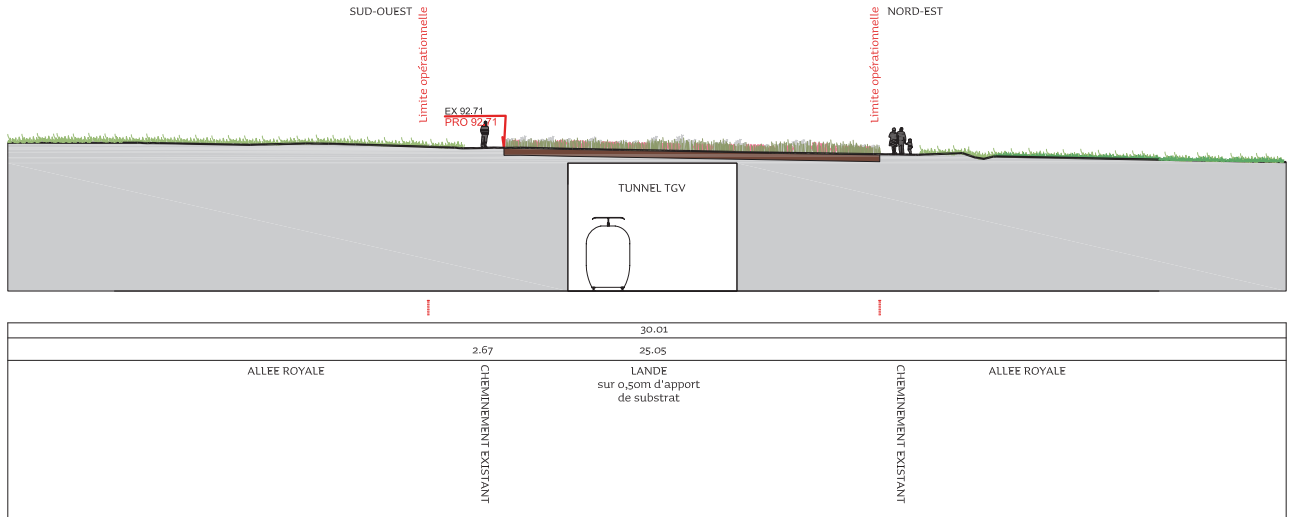 SUD-OUEST
Limite opérationnelle
Limite opérationnelle
NORD-EST
EX 92.71
PRO 92.71
TUNNEL TGV
30.01
2.67
25.05
ALLEE ROYALE
CHEMINEMENT EXISTANT
LANDE
sur 0,50m d'apport
de substrat
CHEMINEMENT EXISTANT
ALLEE ROYALE